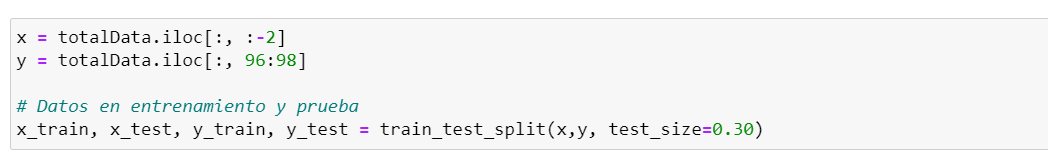 x = totalData.iloc[:, :-2]
y = totalData.iloc[:, 96:98]
# Datos en entrenamiento y prueba
x_train, x_test, y_train, y_test = train_test_split(x,y, test_size=0.30)